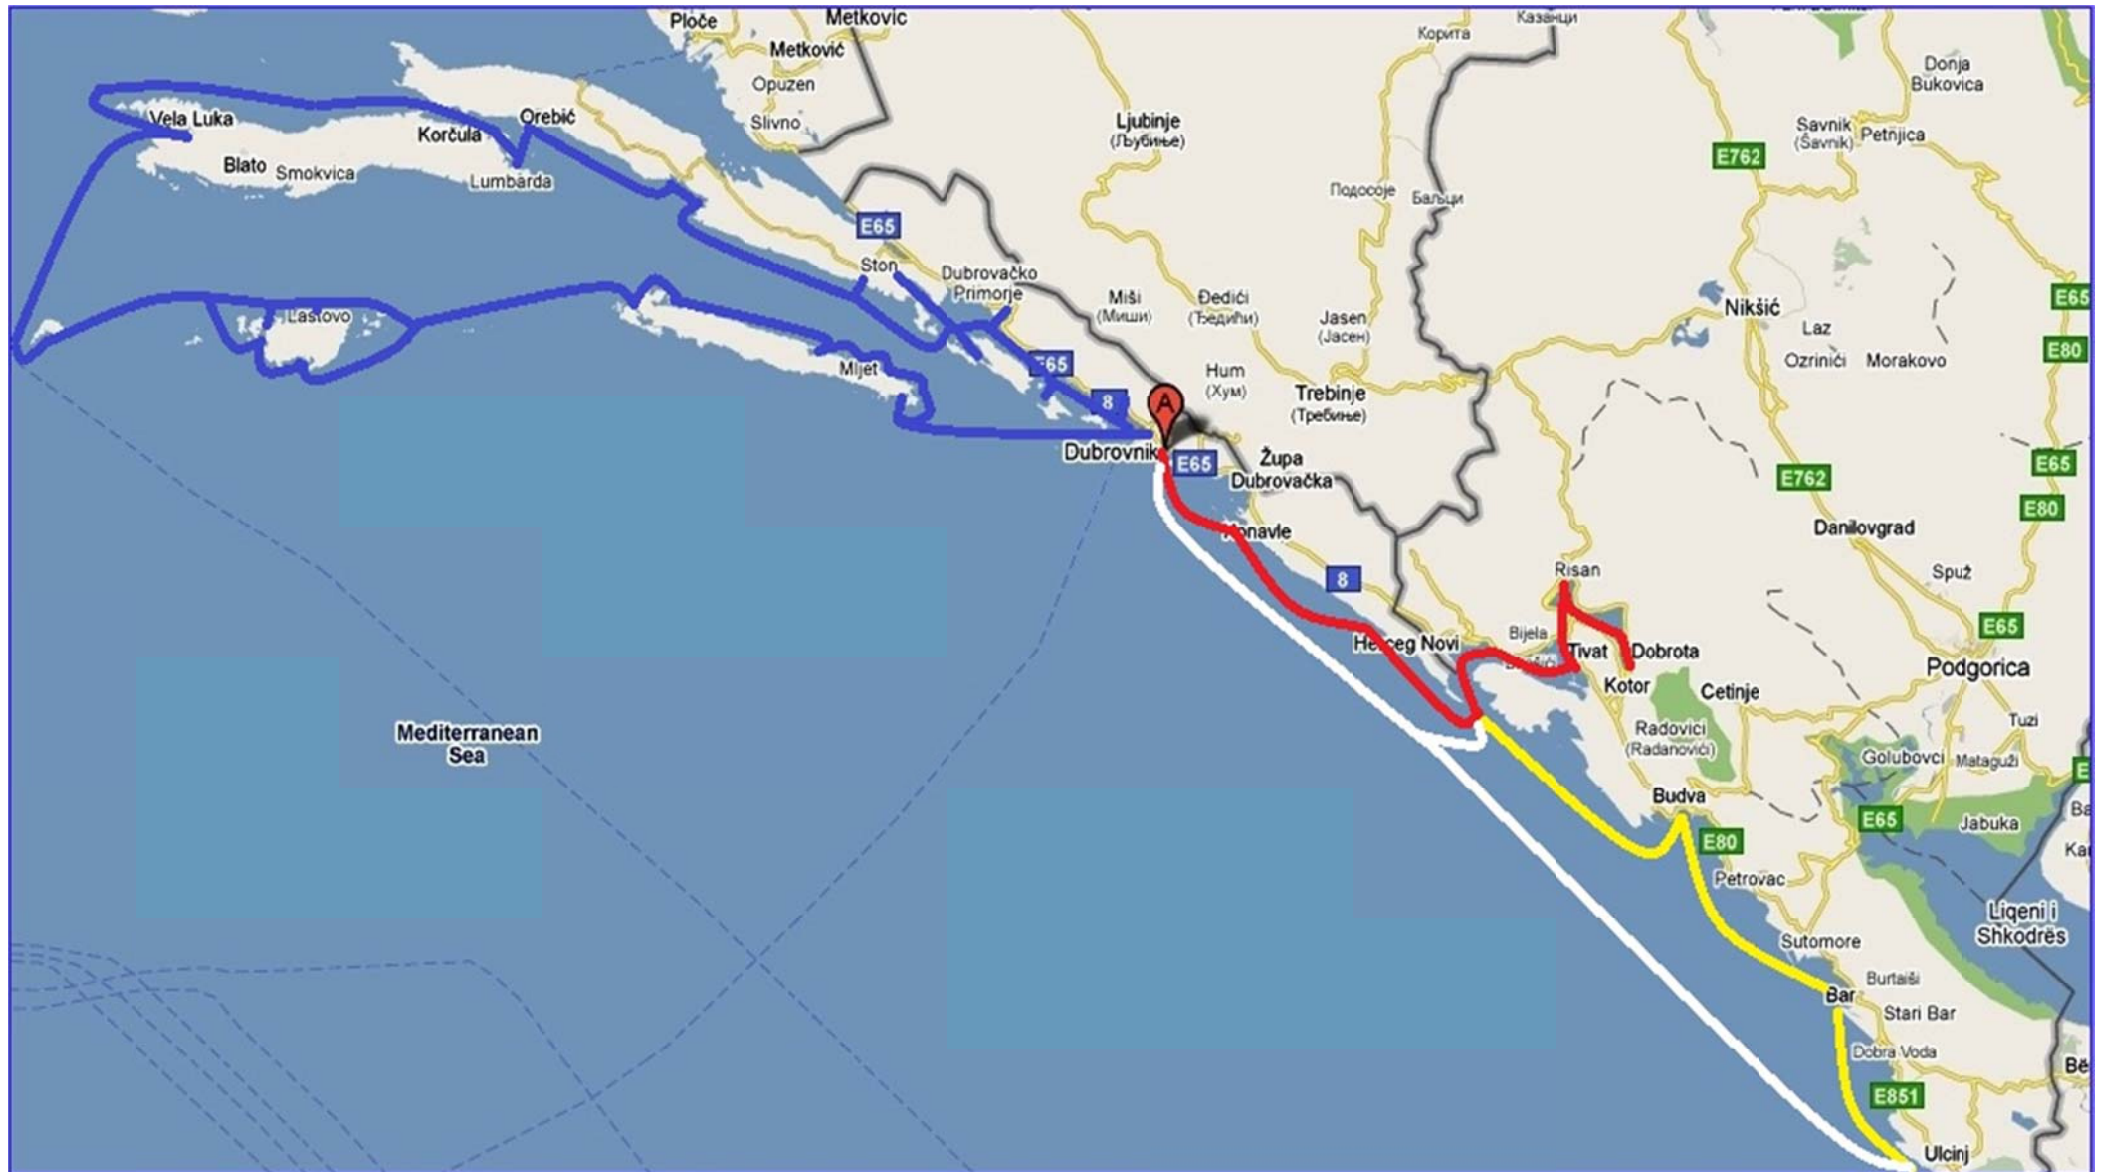 Ploče
Metkovic
Казанци
Корита
Metković
Opuzen
Donja
Bukovica
Vela Luka
Orebić
Slivno
Ljubinje
(Љубиње)
Savnik
(Šavnik)
Petnjica
Korčula
E762
Blato
Smokvica
Lumbarda
Подосоје
Баљци
E65
Ston
Dubrovačko
Primorje
Miši
(Миши)
Đedići
(Ђедићи)
E65
Nikšić
Lastovo
Jasen
(Јасен)
Laz
Ozrinići
Morakovo
E80
Mljet
E65
Hum
(Хум)
8
A
Trebinje
(Требиње)
Dubrovnik
E65
Župa
Dubrovačka
E65
E762
E80
Danilovgrad
Konavle
8
Risan
Spuž
E65
Herceg Novi
Bijela
Tivat
Dobrota
Podgorica
Kotor
Cetinje
Mediterranean
Sea
Radovici
(Radanovići)
Tuzi
Golubovci
Mataguži
E
Budva
E65
Jabuka
Ba
E80
Ka
Petrovac
Liqeni i
Shkodrës
Sutomore
Burtaiši
Bar
Stari Bar
Dobra Voda
Bë
E851
Ulcinj